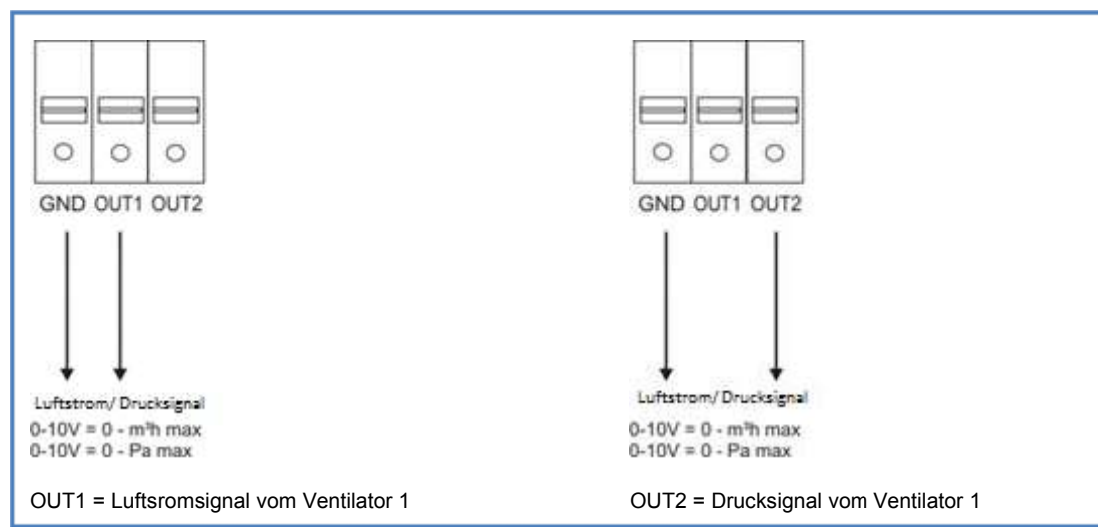 GND OUT1 OUT2
Luftstrom/ Drucksignal
0-10V = 0 - m³h max
0-10V = 0 - Pa max
OUT1 = Luftsromsignal vom Ventilator 1
GND OUT1 OUT2
Luftstrom/ Drucksignal
0-10V = 0 - m³h max
0-10V = 0 - Pa max
OUT2 = Drucksignal vom Ventilator 1